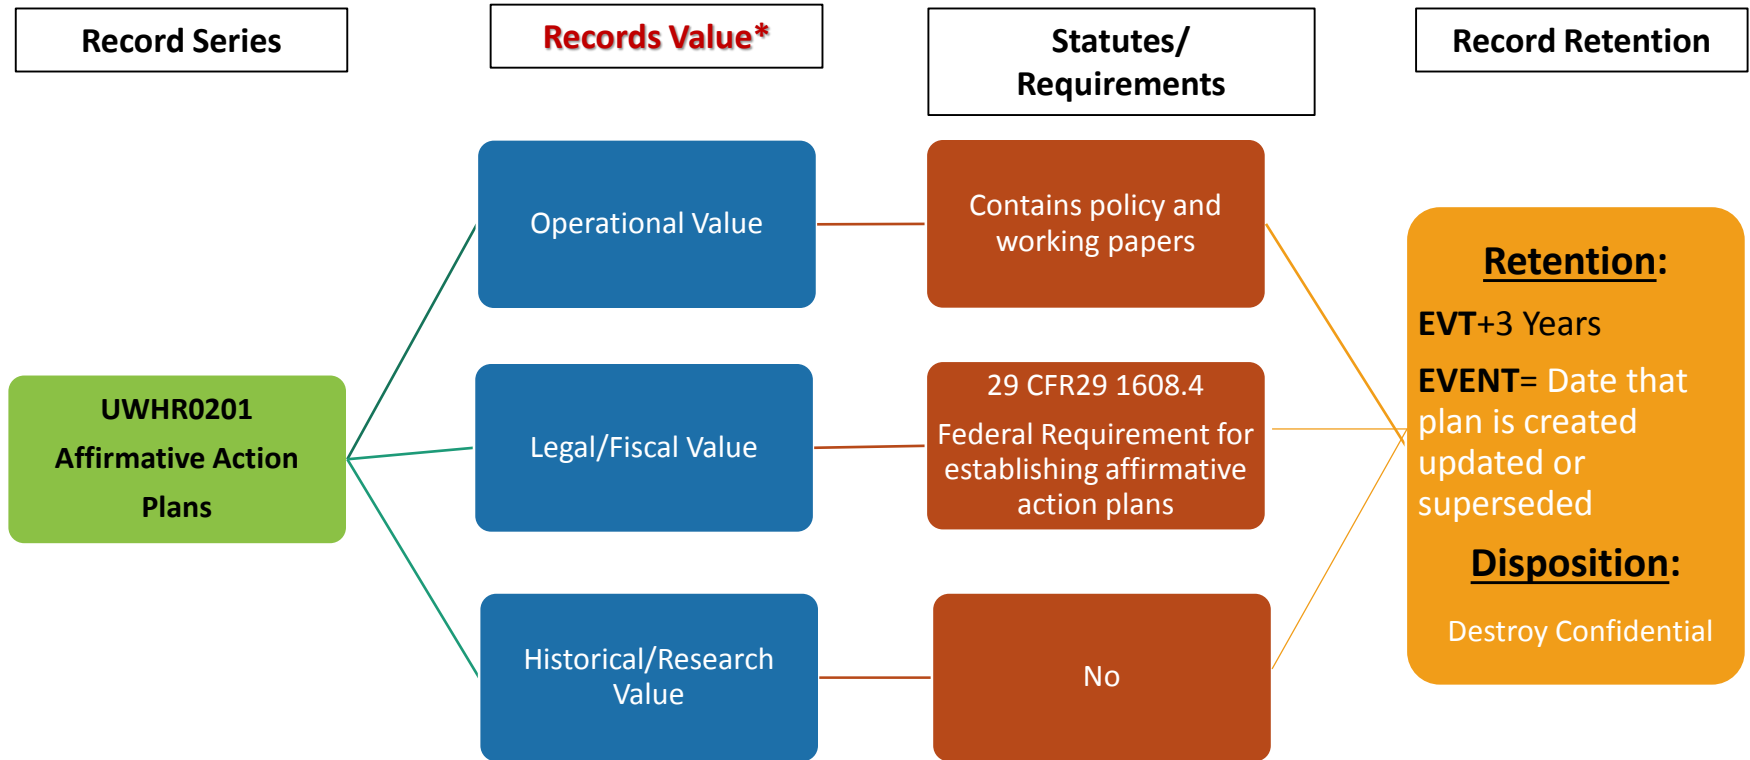 Record Series
Records Value*
Statutes/
Requirements
Record Retention
UWHR0201
Affirmative Action
Plans
Operational Value
Contains policy and
working papers
Legal/Fiscal Value
29 CFR29 1608.4
Federal Requirement for
establishing affirmative
action plans
Historical/Research
Value
No
Retention:
EVT+3 Years
EVENT= Date that
plan is created
updated or
superseded
Disposition:
Destroy Confidential